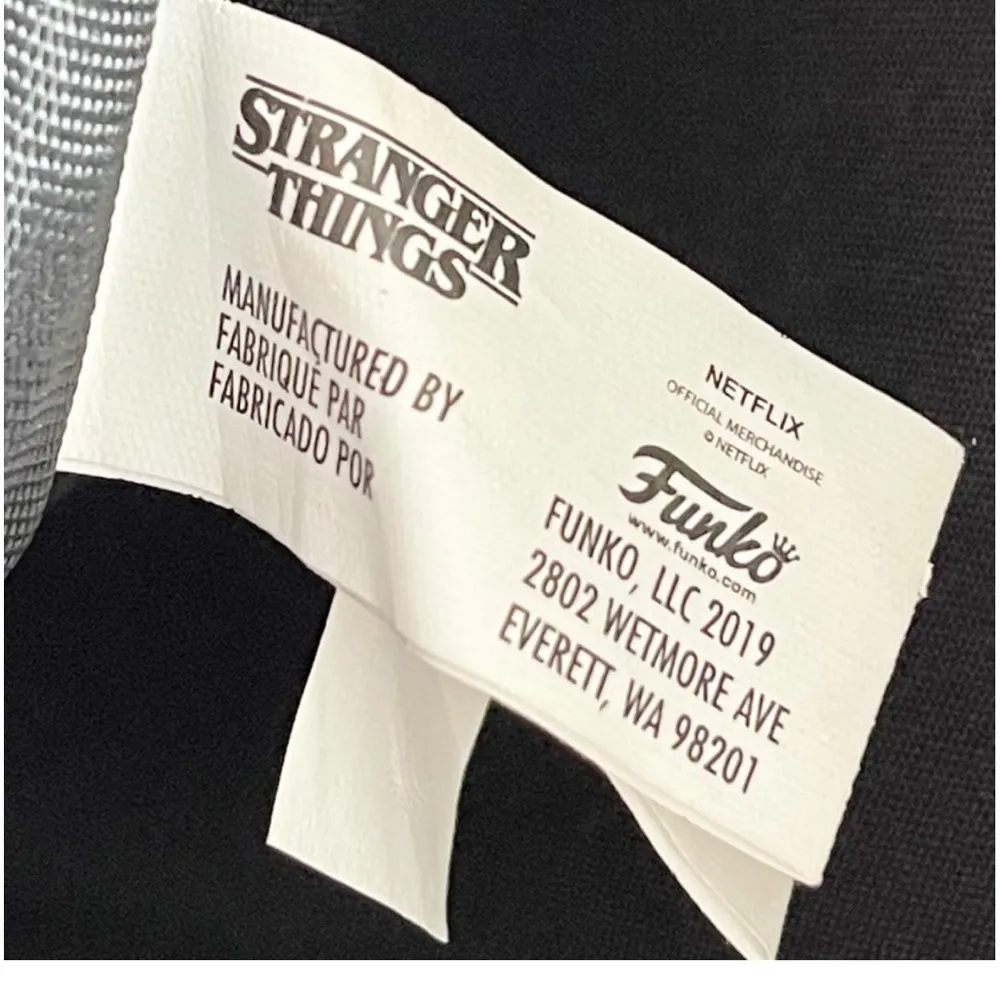 STRANGER
THINGS
MANUFACTURED BY
FABRIQUÉ PAR
FABRICADO POR
NETFLIX
OFFICIAL MERCHANDISE
© NETFLIX
Funko
www.funko.com
FUNKO, LLC 2019
2802 WETMORE AVE
EVERETT, WA 98201